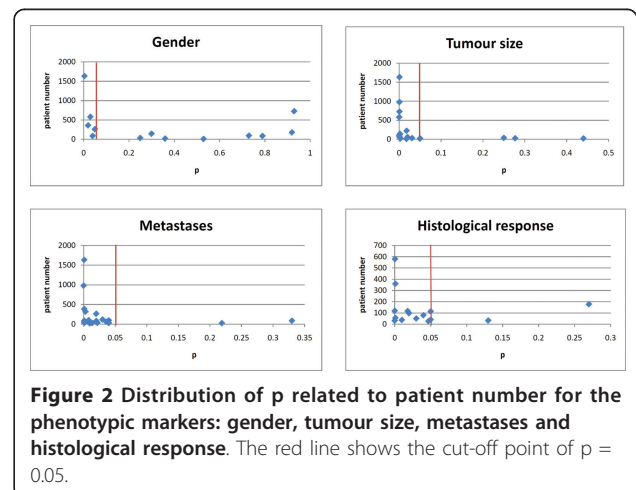 Gender
patient number
2000
1500
1000
500
0
0 0.2 0.4 0.6 0.8 1
p
Tumour size
patient number
2000
1500
1000
500
0
0 0.1 0.2 0.3 0.4 0.5
p
Metastases
patient number
2000
1500
1000
500
0
0 0.05 0.1 0.15 0.2 0.25 0.3 0.35
p
Histological response
patient number
700
600
500
400
300
200
100
0
0 0.05 0.1 0.15 0.2 0.25 0.3
p
Figure 2 Distribution of p related to patient number for the
phenotypic markers: gender, tumour size, metastases and
histological response. The red line shows the cut-off point of p =
0.05.